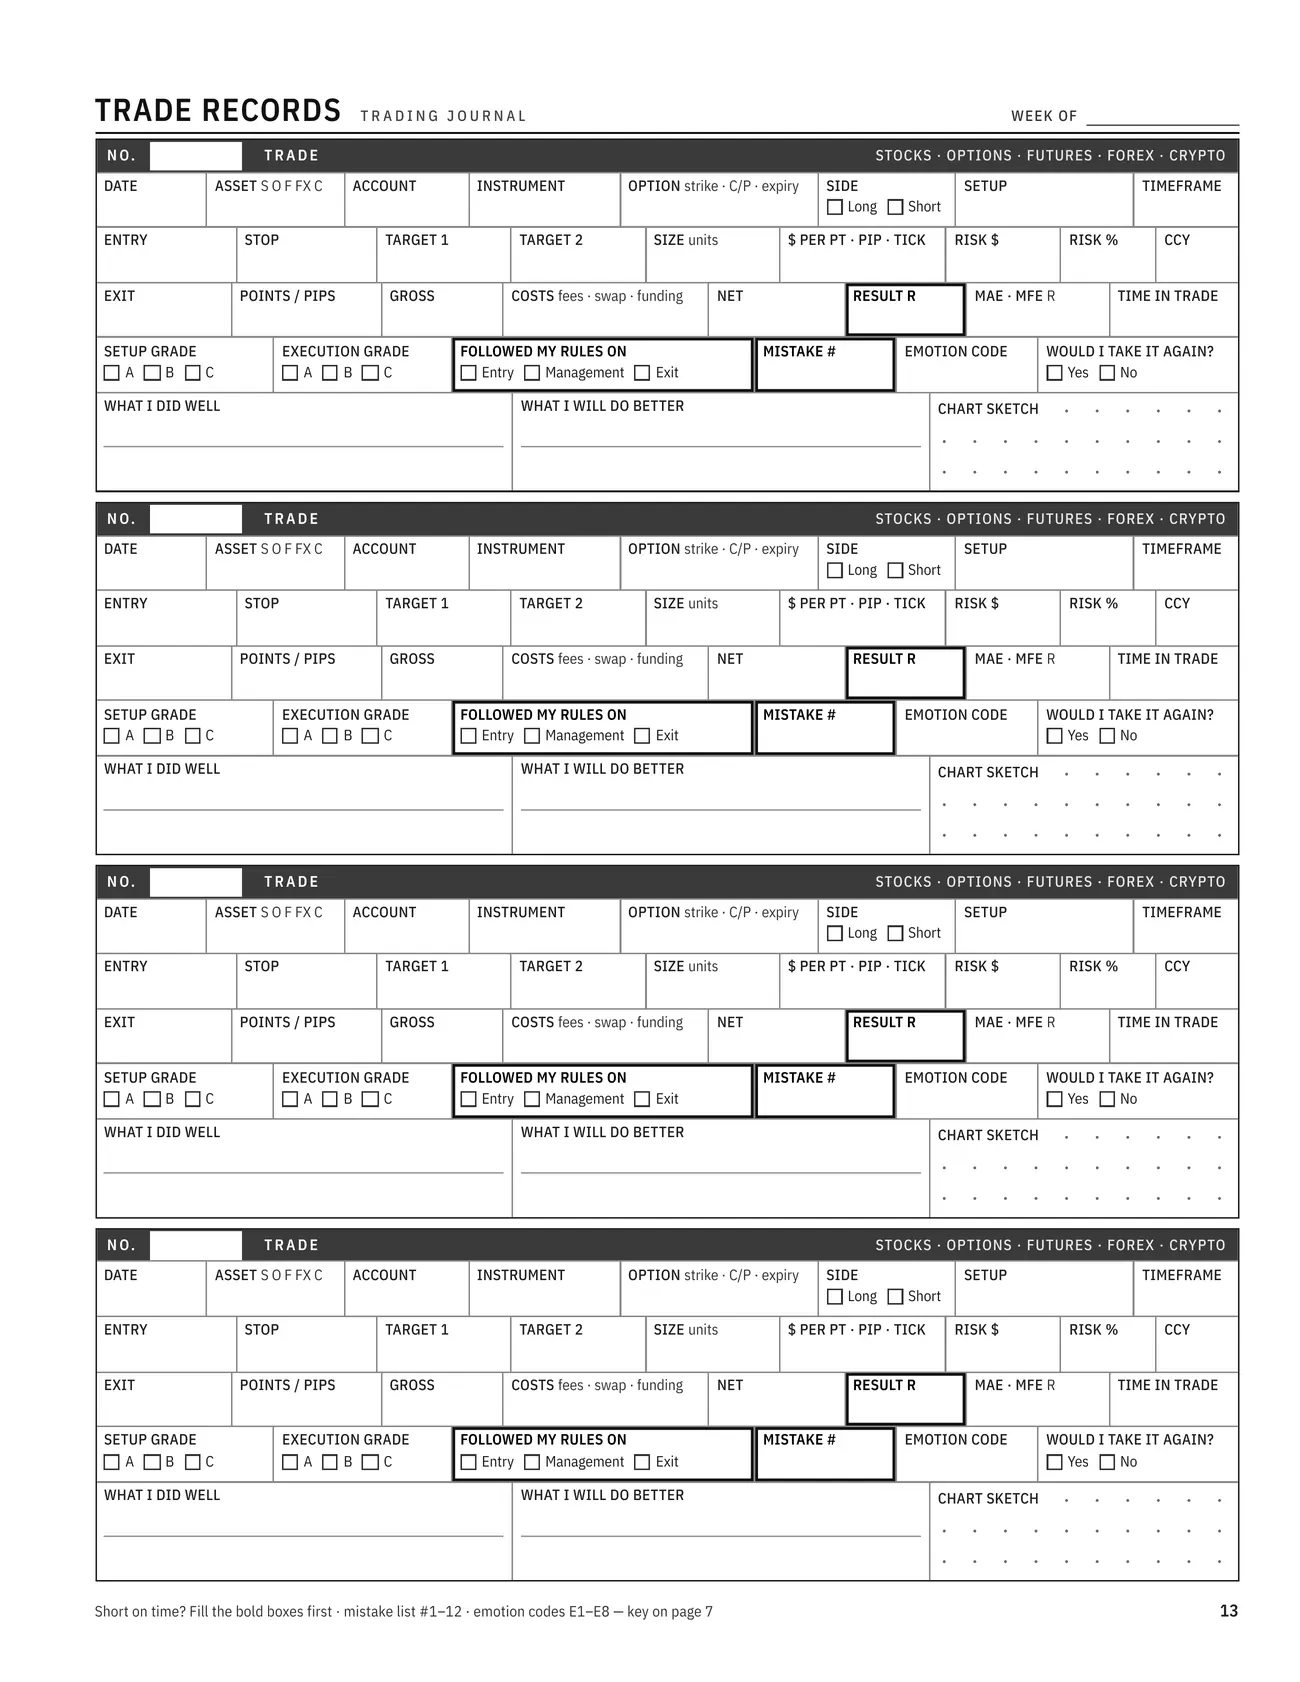 TRADE RECORDS TRADING JOURNAL WEEK OF
NO. TRADE STOCKS · OPTIONS · FUTURES · FOREX · CRYPTO
DATE ASSET S O F FX C ACCOUNT INSTRUMENT OPTION strike · C/P · expiry SIDE SETUP TIMEFRAME
Long Short
ENTRY STOP TARGET 1 TARGET 2 SIZE units $ PER PT · PIP · TICK RISK $ RISK % CCY
EXIT POINTS / PIPS GROSS COSTS fees · swap · funding NET RESULT R MAE · MFE R TIME IN TRADE
SETUP GRADE EXECUTION GRADE FOLLOWED MY RULES ON MISTAKE # EMOTION CODE WOULD I TAKE IT AGAIN?
A B C A B C Entry Management Exit Yes No
WHAT I DID WELL WHAT I WILL DO BETTER CHART SKETCH
NO. TRADE STOCKS · OPTIONS · FUTURES · FOREX · CRYPTO
DATE ASSET S O F FX C ACCOUNT INSTRUMENT OPTION strike · C/P · expiry SIDE SETUP TIMEFRAME
Long Short
ENTRY STOP TARGET 1 TARGET 2 SIZE units $ PER PT · PIP · TICK RISK $ RISK % CCY
EXIT POINTS / PIPS GROSS COSTS fees · swap · funding NET RESULT R MAE · MFE R TIME IN TRADE
SETUP GRADE EXECUTION GRADE FOLLOWED MY RULES ON MISTAKE # EMOTION CODE WOULD I TAKE IT AGAIN?
A B C A B C Entry Management Exit Yes No
WHAT I DID WELL WHAT I WILL DO BETTER CHART SKETCH
NO. TRADE STOCKS · OPTIONS · FUTURES · FOREX · CRYPTO
DATE ASSET S O F FX C ACCOUNT INSTRUMENT OPTION strike · C/P · expiry SIDE SETUP TIMEFRAME
Long Short
ENTRY STOP TARGET 1 TARGET 2 SIZE units $ PER PT · PIP · TICK RISK $ RISK % CCY
EXIT POINTS / PIPS GROSS COSTS fees · swap · funding NET RESULT R MAE · MFE R TIME IN TRADE
SETUP GRADE EXECUTION GRADE FOLLOWED MY RULES ON MISTAKE # EMOTION CODE WOULD I TAKE IT AGAIN?
A B C A B C Entry Management Exit Yes No
WHAT I DID WELL WHAT I WILL DO BETTER CHART SKETCH
NO. TRADE STOCKS · OPTIONS · FUTURES · FOREX · CRYPTO
DATE ASSET S O F FX C ACCOUNT INSTRUMENT OPTION strike · C/P · expiry SIDE SETUP TIMEFRAME
Long Short
ENTRY STOP TARGET 1 TARGET 2 SIZE units $ PER PT · PIP · TICK RISK $ RISK % CCY
EXIT POINTS / PIPS GROSS COSTS fees · swap · funding NET RESULT R MAE · MFE R TIME IN TRADE
SETUP GRADE EXECUTION GRADE FOLLOWED MY RULES ON MISTAKE # EMOTION CODE WOULD I TAKE IT AGAIN?
A B C A B C Entry Management Exit Yes No
WHAT I DID WELL WHAT I WILL DO BETTER CHART SKETCH
Short on time? Fill the bold boxes first · mistake list #1–12 · emotion codes E1–E8 — key on page 7 13